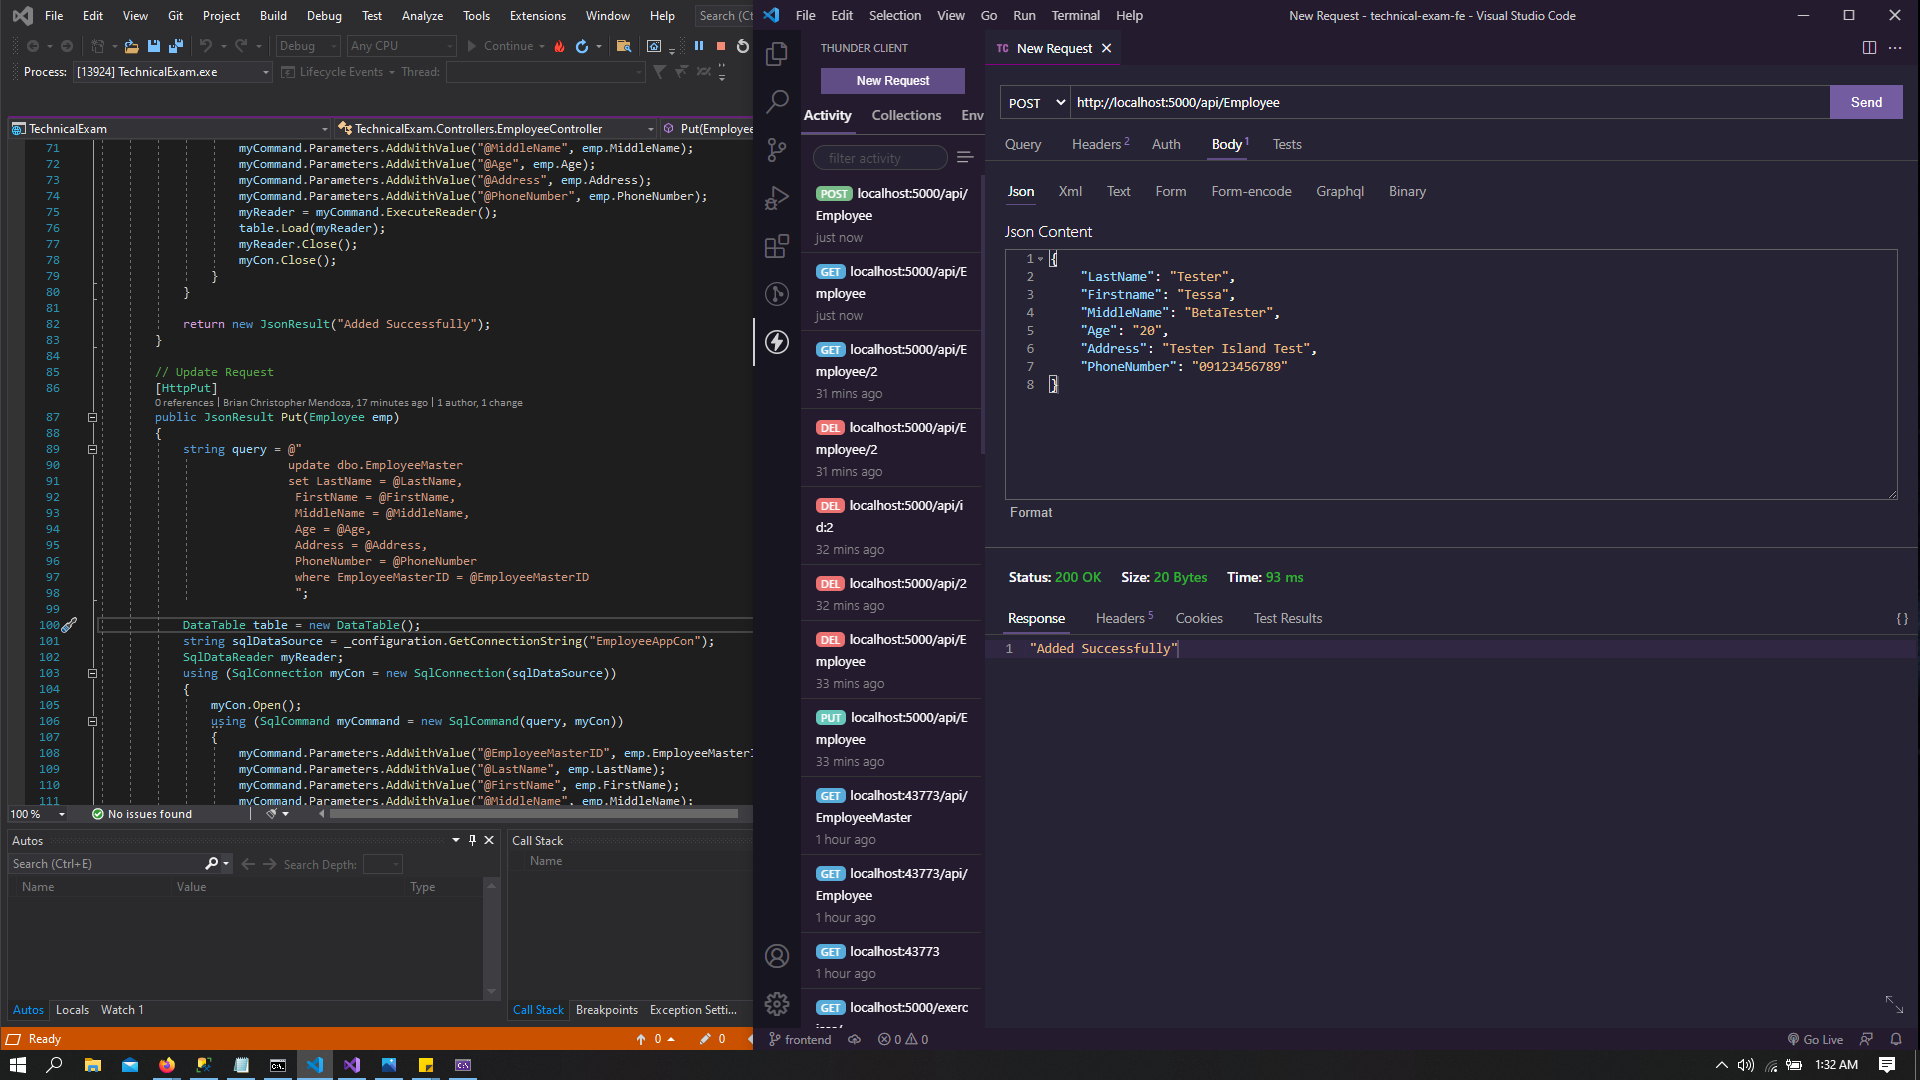 File Edit View Git Project Build Debug Test Analyze Tools Extensions Window Help Search (Ct
Debug Any CPU Continue
Process: [13924] TechnicalExam.exe Lifecycle Events Thread:
TechnicalExam TechnicalExam.Controllers.EmployeeController Put(Employee
71 myCommand.Parameters.AddWithValue("@MiddleName", emp.MiddleName);
72 myCommand.Parameters.AddWithValue("@Age", emp.Age);
73 myCommand.Parameters.AddWithValue("@Address", emp.Address);
74 myCommand.Parameters.AddWithValue("@PhoneNumber", emp.PhoneNumber);
75 myReader = myCommand.ExecuteReader();
76 table.Load(myReader);
77 myReader.Close();
78 myCon.Close();
79 }
80 }
81
82 return new JsonResult("Added Successfully");
83 }
84
85 // Update Request
86 [HttpPut]
0 references | Brian Christopher Mendoza, 17 minutes ago | 1 author, 1 change
87 public JsonResult Put(Employee emp)
88 {
89 string query = @"
90 update dbo.EmployeeMaster
91 set LastName = @LastName,
92 FirstName = @FirstName,
93 MiddleName = @MiddleName,
94 Age = @Age,
95 Address = @Address,
96 PhoneNumber = @PhoneNumber
97 where EmployeeMasterID = @EmployeeMasterID
98 ";
99
100 DataTable table = new DataTable();
101 string sqlDataSource = _configuration.GetConnectionString("EmployeeAppCon");
102 SqlDataReader myReader;
103 using (SqlConnection myCon = new SqlConnection(sqlDataSource))
104 {
105 myCon.Open();
106 using (SqlCommand myCommand = new SqlCommand(query, myCon))
107 {
108 myCommand.Parameters.AddWithValue("@EmployeeMasterID", emp.EmployeeMasterI
109 myCommand.Parameters.AddWithValue("@LastName", emp.LastName);
110 myCommand.Parameters.AddWithValue("@FirstName", emp.FirstName);
111 myCommand.Parameters.AddWithValue("@MiddleName", emp.MiddleName);
100 % No issues found
Autos
Search (Ctrl+E) Search Depth:
Name Value Type
Autos Locals Watch 1
Call Stack
Name
Call Stack Breakpoints Exception Setti...
Ready 0 0
File Edit Selection View Go Run Terminal Help New Request - technical-exam-fe - Visual Studio Code
THUNDER CLIENT
New Request
Activity Collections Env
filter activity
POST localhost:5000/api/
Employee
just now
GET localhost:5000/api/E
mployee
just now
GET localhost:5000/api/E
mployee/2
31 mins ago
DEL localhost:5000/api/E
mployee/2
31 mins ago
DEL localhost:5000/api/i
d:2
32 mins ago
DEL localhost:5000/api/2
32 mins ago
DEL localhost:5000/api/E
mployee
33 mins ago
PUT localhost:5000/api/E
mployee
33 mins ago
GET localhost:43773/api/
EmployeeMaster
1 hour ago
GET localhost:43773/api/
Employee
1 hour ago
GET localhost:43773
1 hour ago
GET localhost:5000/exerc
TC New Request
POST http://localhost:5000/api/Employee Send
Query Headers 2 Auth Body 1 Tests
Json Xml Text Form Form-encode Graphql Binary
Json Content
1 {
2 "LastName": "Tester",
3 "Firstname": "Tessa",
4 "MiddleName": "BetaTester",
5 "Age": "20",
6 "Address": "Tester Island Test",
7 "PhoneNumber": "09123456789"
8 }
Format
Status: 200 OK Size: 20 Bytes Time: 93 ms
Response Headers 5 Cookies Test Results {}
1 "Added Successfully"
frontend 0 0 Go Live
1:32 AM